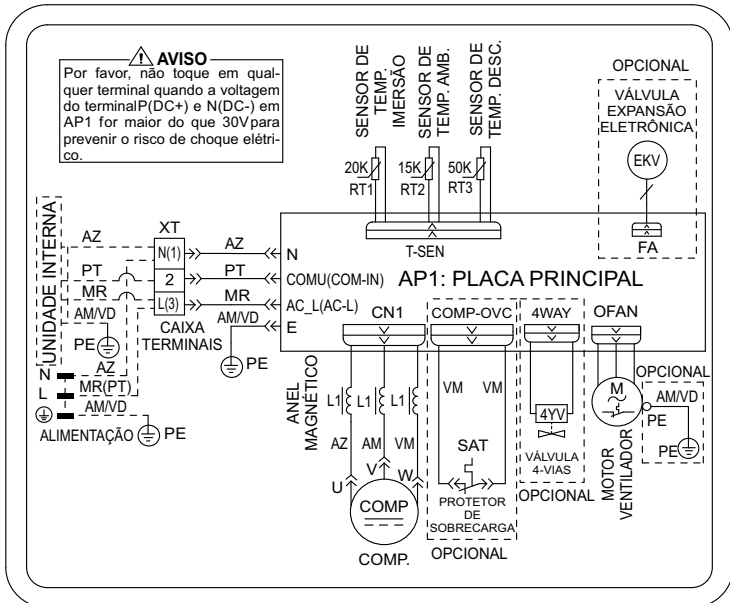 AVISO
Por favor, não toque em qual-
quer terminal quando a voltagem
do terminalP(DC+) e N(DC-) em
AP1 for maior do que 30Vpara
prevenir o risco de choque elétri-
co.
SENSOR DE
TEMP.
IMERSÃO
SENSOR DE
TEMP. AMB.
SENSOR DE
TEMP. DESC.
20K
RT1
15K
RT2
50K
RT3
T-SEN
OPCIONAL
VÁLVULA
EXPANSÃO
ELETRÔNICA
EKV
FA
UNIDADE INTERNA
AZ
PT
MR
AM/VD
PE
XT
N(1)
2
L(3)
CAIXA
TERMINAIS
AZ
PT
MR
AM/VD
PE
N
COMU(COM-IN)
AC_L(AC-L)
E
AP1: PLACA PRINCIPAL
N
L
AZ
MR(PT)
AM/VD
ALIMENTAÇÃO
PE
CN1
COMP-OVC
4WAY
OFAN
ANEL
MAGNÉTICO
L1
L1
L1
AZ
AM
VM
U
V
W
COMP
COMP.
VM
VM
SAT
PROTETOR
DE
SOBRECARGA
OPCIONAL
4YV
VÁLVULA
4-VIAS
OPCIONAL
M
MOTOR
VENTILADOR
OPCIONAL
AM/VD
PE
PE